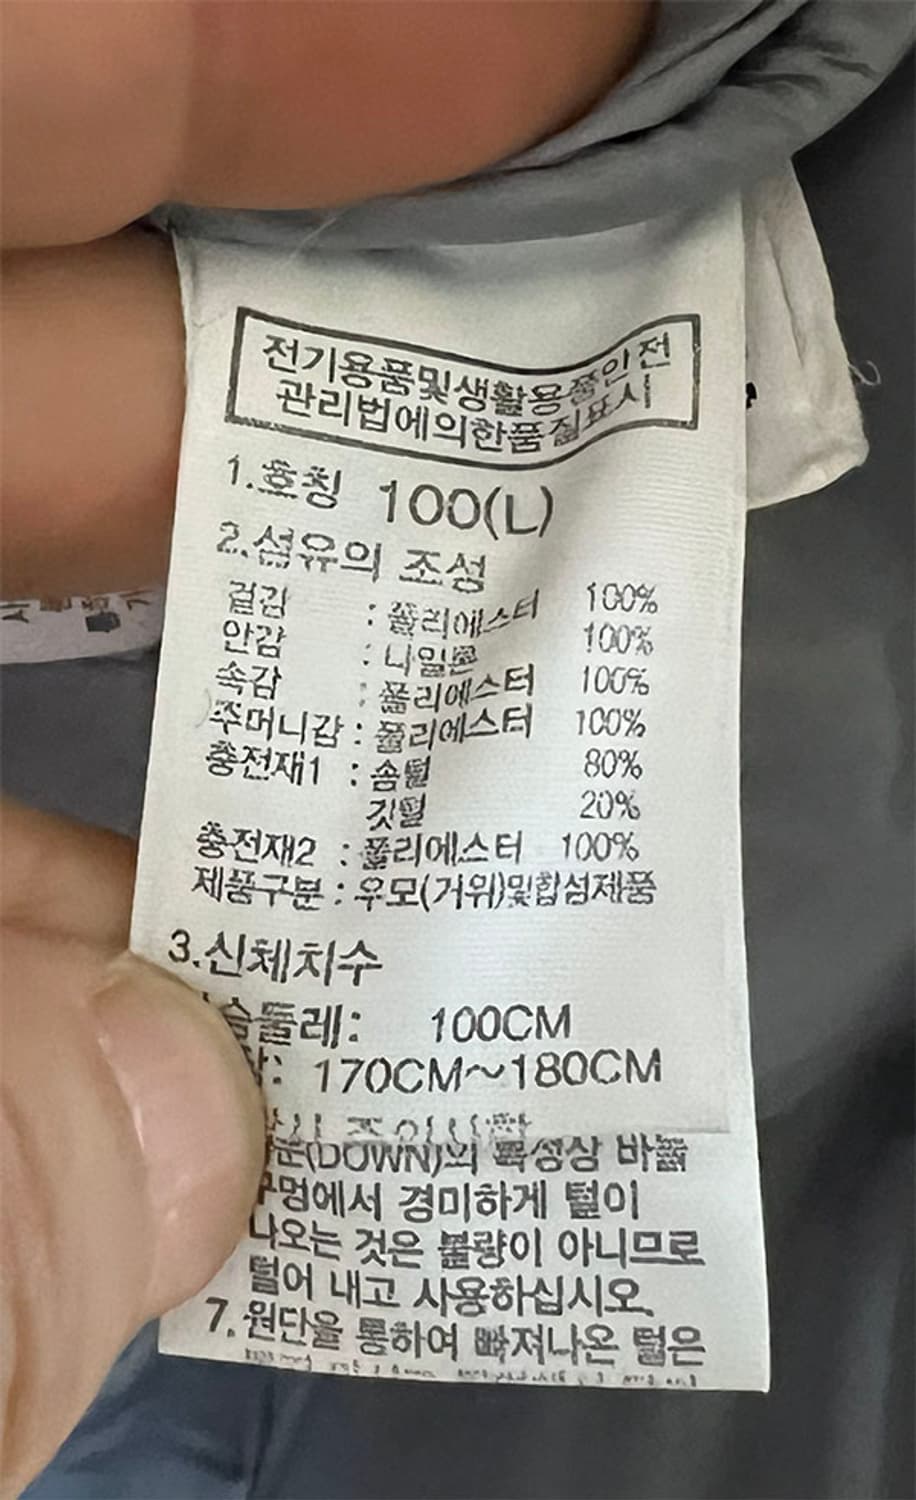 전기용품및생활용품안전
관리법에의한품질표시
1.호칭 100(L)
2.섬유의 조성
겉감 : 폴리에스터 100%
안감 : 나일론 100%
속감 : 폴리에스터 100%
주머니감 : 폴리에스터 100%
충전재1 : 솜털 80%
깃털 20%
충전재2 : 폴리에스터 100%
제품구분 : 우모(거위)및합섬제품
3.신체치수
슴둘레: 100CM
170CM~180CM
(DOWN)의 특성상 바늘
구멍에서 경미하게 털이
나오는 것은 불량이 아니므로
털어 내고 사용하십시오.
7. 원단을 통하여 빠져나온 털은